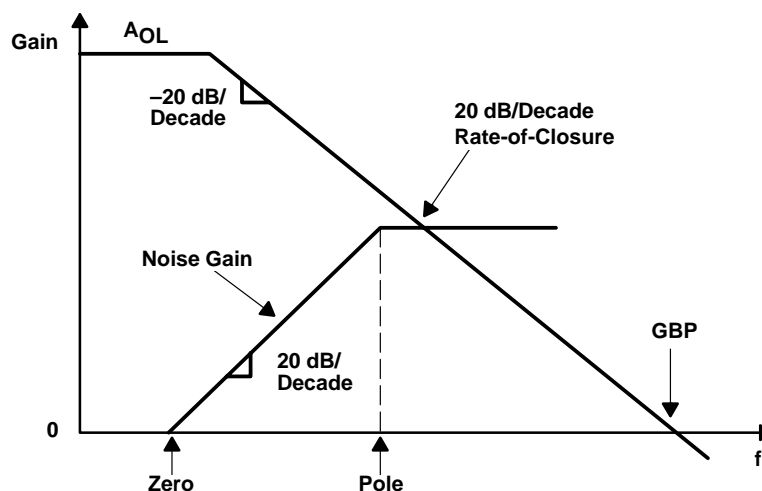 Gain
AOL
–20 dB/
Decade
20 dB/Decade
Rate-of-Closure
Noise Gain
GBP
20 dB/
Decade
0
f
Zero
Pole